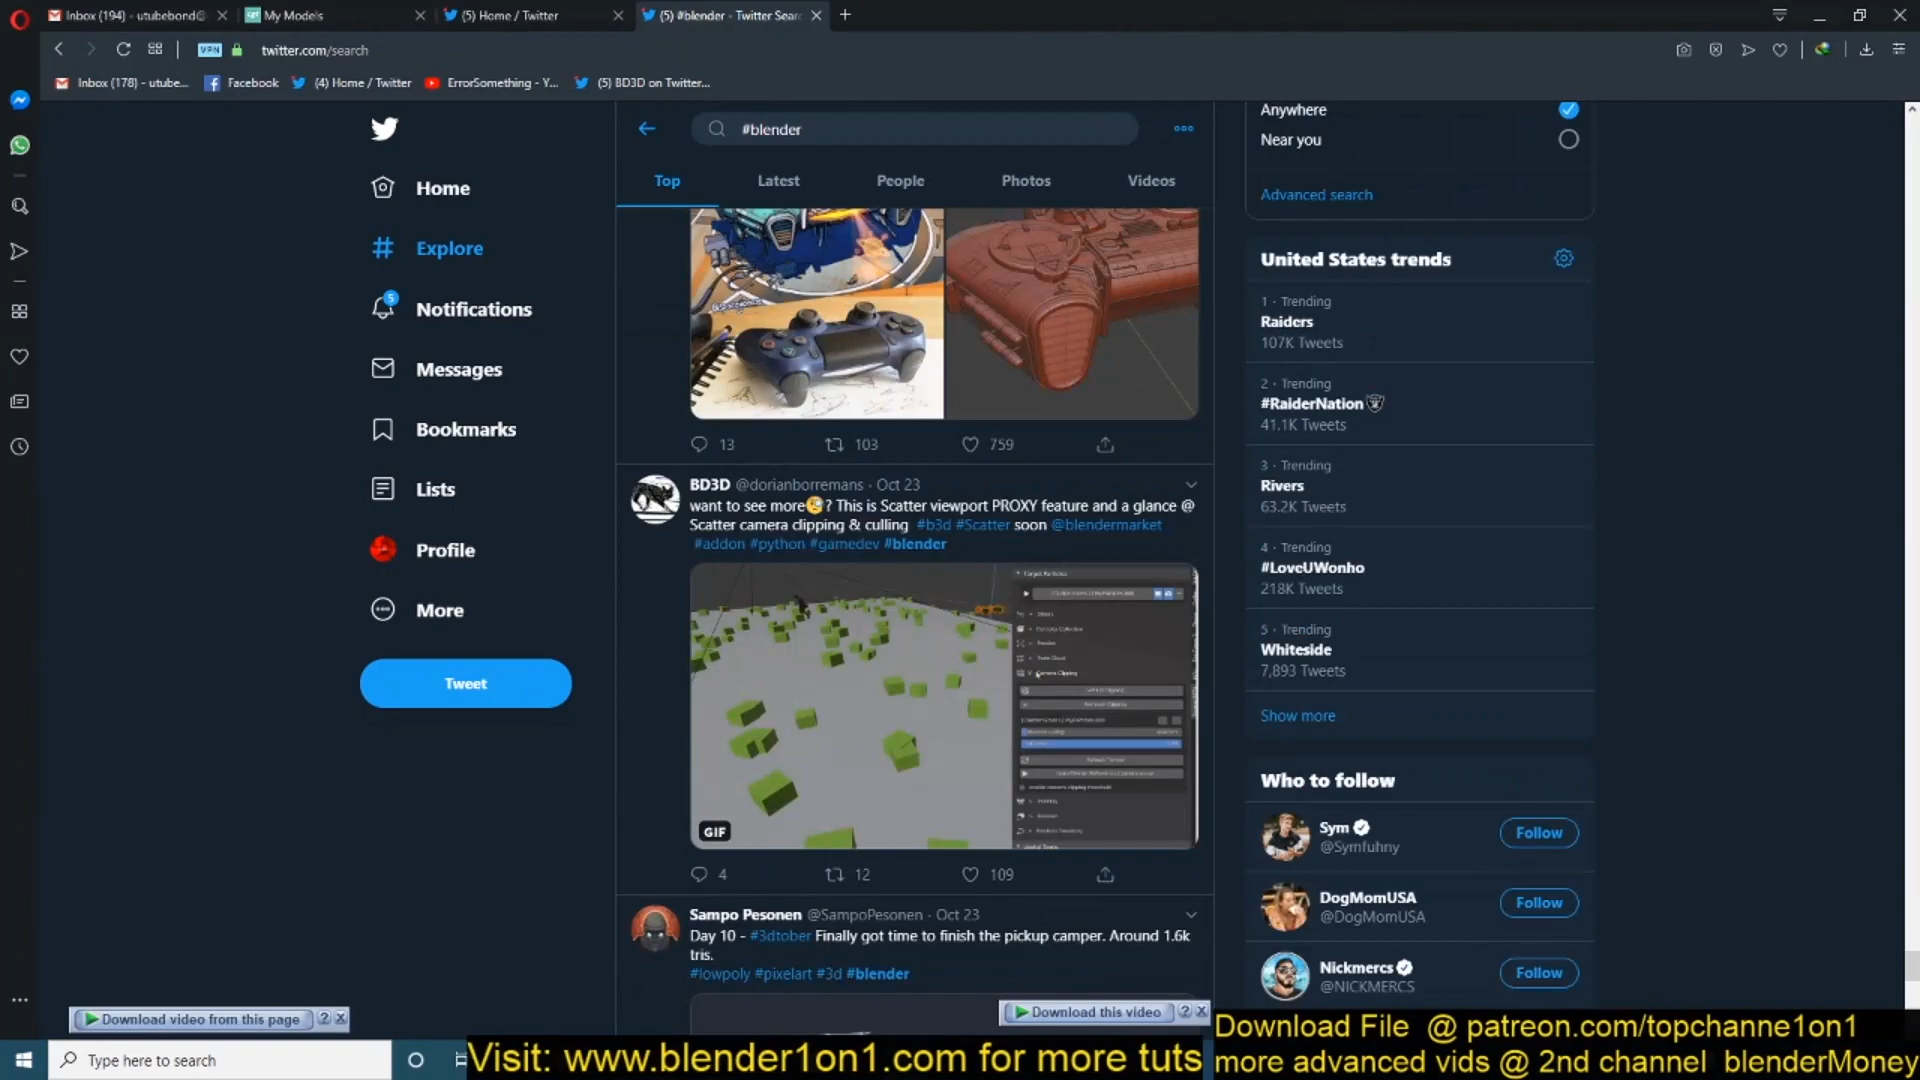 Inbox (194) - utubebond@
My Models
(5) Home / Twitter
(5) #blender - Twitter Searc
VPN
twitter.com/search
Inbox (178) - utube...
Facebook
(4) Home / Twitter
ErrorSomething - Y...
(5) BD3D on Twitter...
Home
Explore
5
Notifications
Messages
Bookmarks
Lists
Profile
More
Tweet
#blender
Top
Latest
People
Photos
Videos
13
103
759
BD3D @dorianborremans · Oct 23
want to see more🧐? This is Scatter viewport PROXY feature and a glance @
Scatter camera clipping & culling #b3d #Scatter soon @blendermarket
#addon #python #gamedev #blender
Target Particles
Camera Clipping
GIF
4
12
109
Sampo Pesonen @SampoPesonen · Oct 23
Day 10 - #3dtober Finally got time to finish the pickup camper. Around 1.6k
tris.
#lowpoly #pixelart #3d #blender
Anywhere
Near you
Advanced search
United States trends
1 · Trending
Raiders
107K Tweets
2 · Trending
#RaiderNation
41.1K Tweets
3 · Trending
Rivers
63.2K Tweets
4 · Trending
#LoveUWonho
218K Tweets
5 · Trending
Whiteside
7,893 Tweets
Show more
Who to follow
Sym
@Symfuhny
Follow
DogMomUSA
@DogMomUSA
Follow
Nickmercs
@NICKMERCS
Follow
Download video from this page
Download this video
Type here to search
Visit: www.blender1on1.com for more tuts
Download File @ patreon.com/topchanne1on1
more advanced vids @ 2nd channel blenderMoney